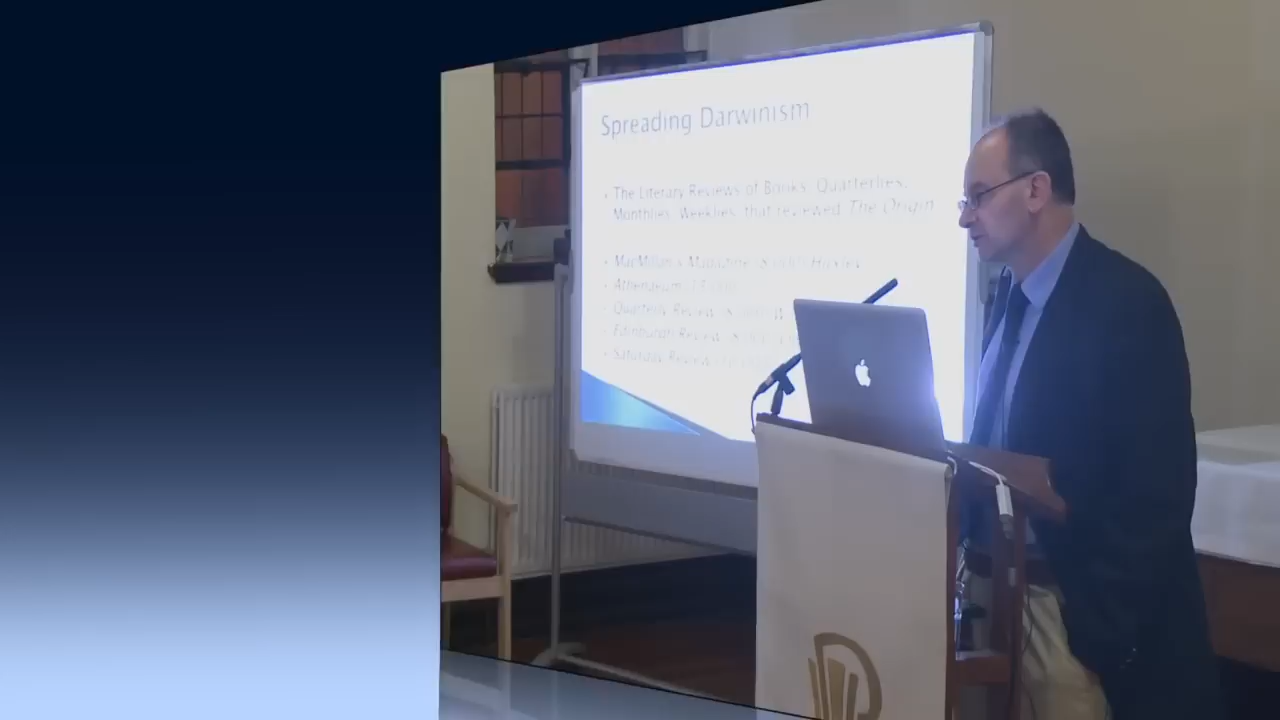 Spreading Darwinism
• The Literary Reviews of Books: Quarterlies,
Monthlies, Weeklies that reviewed The Origin
• MacMillan's Magazine Huxley
• Athenaeum
• Quarterly Review
• Edinburgh Review
• Saturday Review